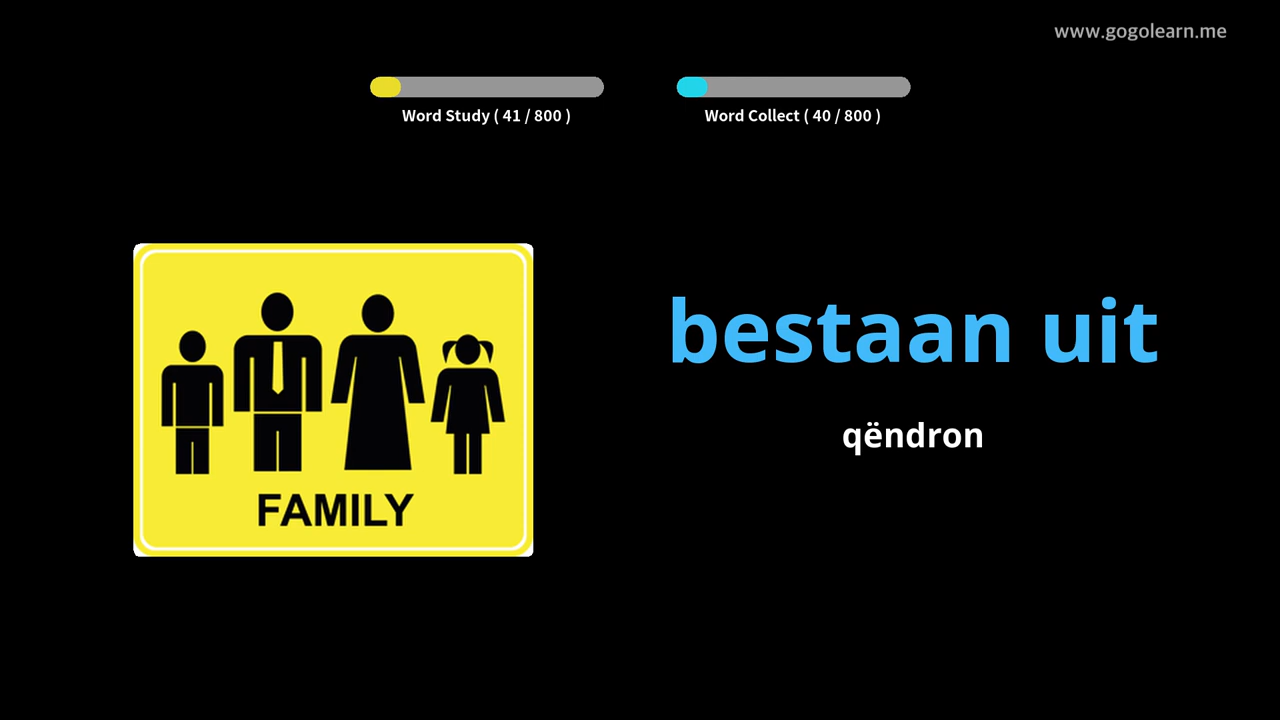 www.gogolearn.me
Word Study ( 41 / 800 )
Word Collect ( 40 / 800 )
bestaan uit
qëndron
FAMILY